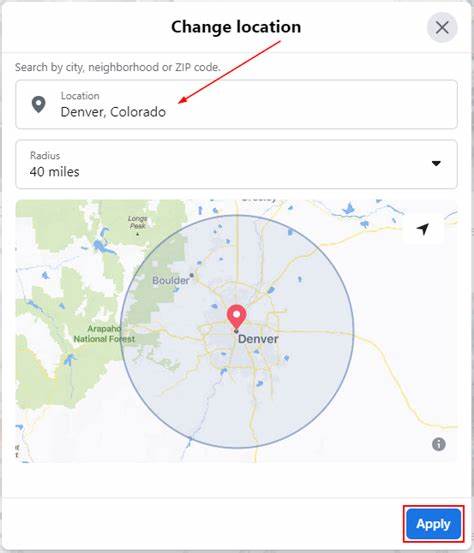 Change location
Search by city, neighborhood or ZIP code.
Location
Denver, Colorado
Radius
40 miles
Greeley
Longs
Peak
Boulder
Arapaho
National Forest
Denver
Apply